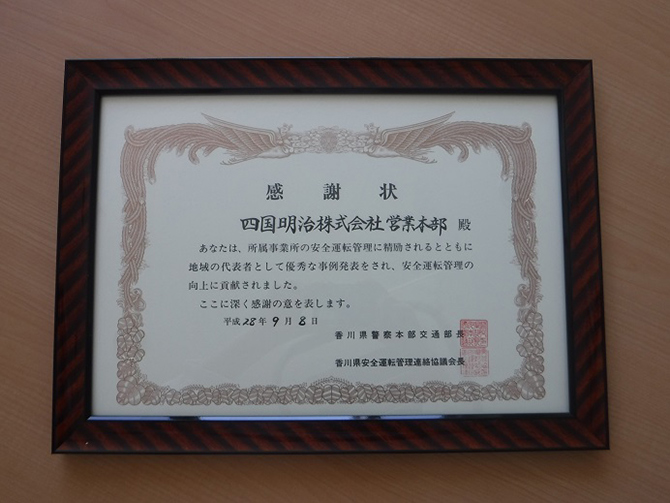 感謝状
四国明治株式会社 営業本部 殿
あなたは、所属事業所の安全運転管理に精励されるとともに
地域の代表者として優秀な事例発表をされ、安全運転管理の
向上に貢献されました。
ここに深く感謝の意を表します。
平成28年9月8日
香川県警察本部交通部長
香川県安全運転管理連絡協議会長